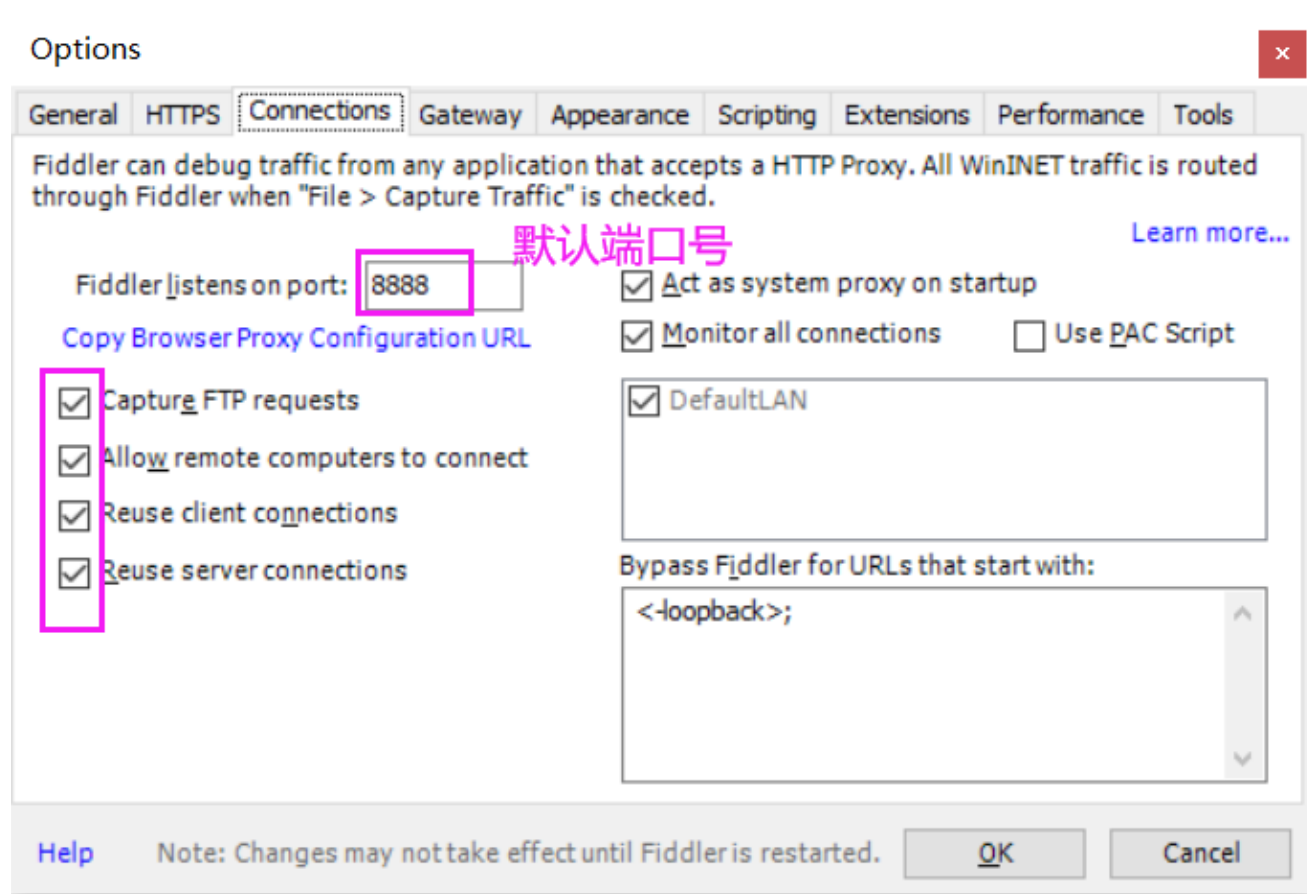 Options
General HTTPS Connections Gateway Appearance Scripting Extensions Performance Tools
Fiddler can debug traffic from any application that accepts a HTTP Proxy. All WinINET traffic is routed
through Fiddler when "File > Capture Traffic" is checked.
Learn more...
默认端口号
Fiddler listens on port: 8888
Act as system proxy on startup
Copy Browser Proxy Configuration URL
Monitor all connections
Use PAC Script
Capture FTP requests
DefaultLAN
Allow remote computers to connect
Reuse client connections
Reuse server connections
Bypass Fiddler for URLs that start with:
<-loopback>;
Help
Note: Changes may not take effect until Fiddler is restarted.
OK
Cancel